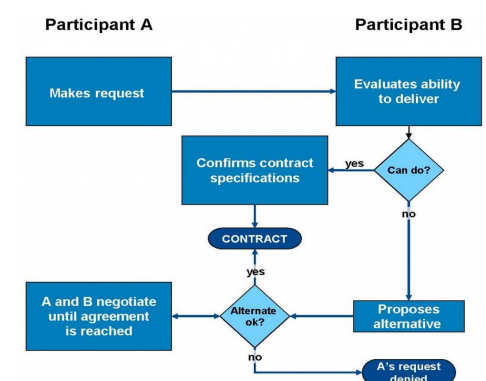 Participant A
Participant B
Makes request
Evaluates ability
to deliver
Can do?
yes
Confirms contract
specifications
no
CONTRACT
yes
A and B negotiate
until agreement
is reached
Alternate
ok?
Proposes
alternative
no
A's request
denied